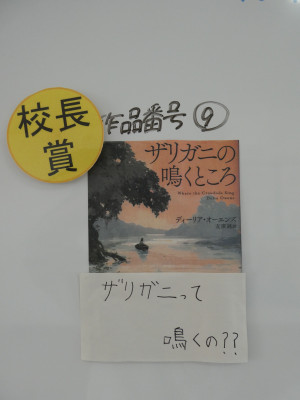 校長
賞
作品番号⑨
ザリガニの
鳴くところ
Where the Crawdads Sing
Delia Owens
ディーリア・オーエンズ
ザリガニって
鳴くの??